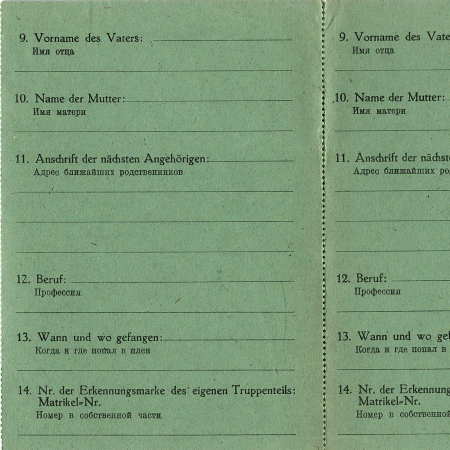 9. Vorname des Vaters:
Имя отца
10. Name der Mutter:
Имя матери
11. Anschrift der nächsten Angehörigen:
Адрес ближайших родственников
12. Beruf:
Профессия
13. Wann und wo gefangen:
Когда и где попал в плен
14. Nr. der Erkennungsmarke des eigenen Truppenteils:
Matrikel=Nr.
Номер в собственной части
9. Vorname des Vate
Имя отца
10. Name der Mutter:
Имя матери
11. Anschrift der nächste
Адрес ближайших ро
12. Beruf:
Профессия
13. Wann und wo gef
Когда и где попал в
14. Nr. der Erkennung
Matrikel=Nr.
Номер в собственной